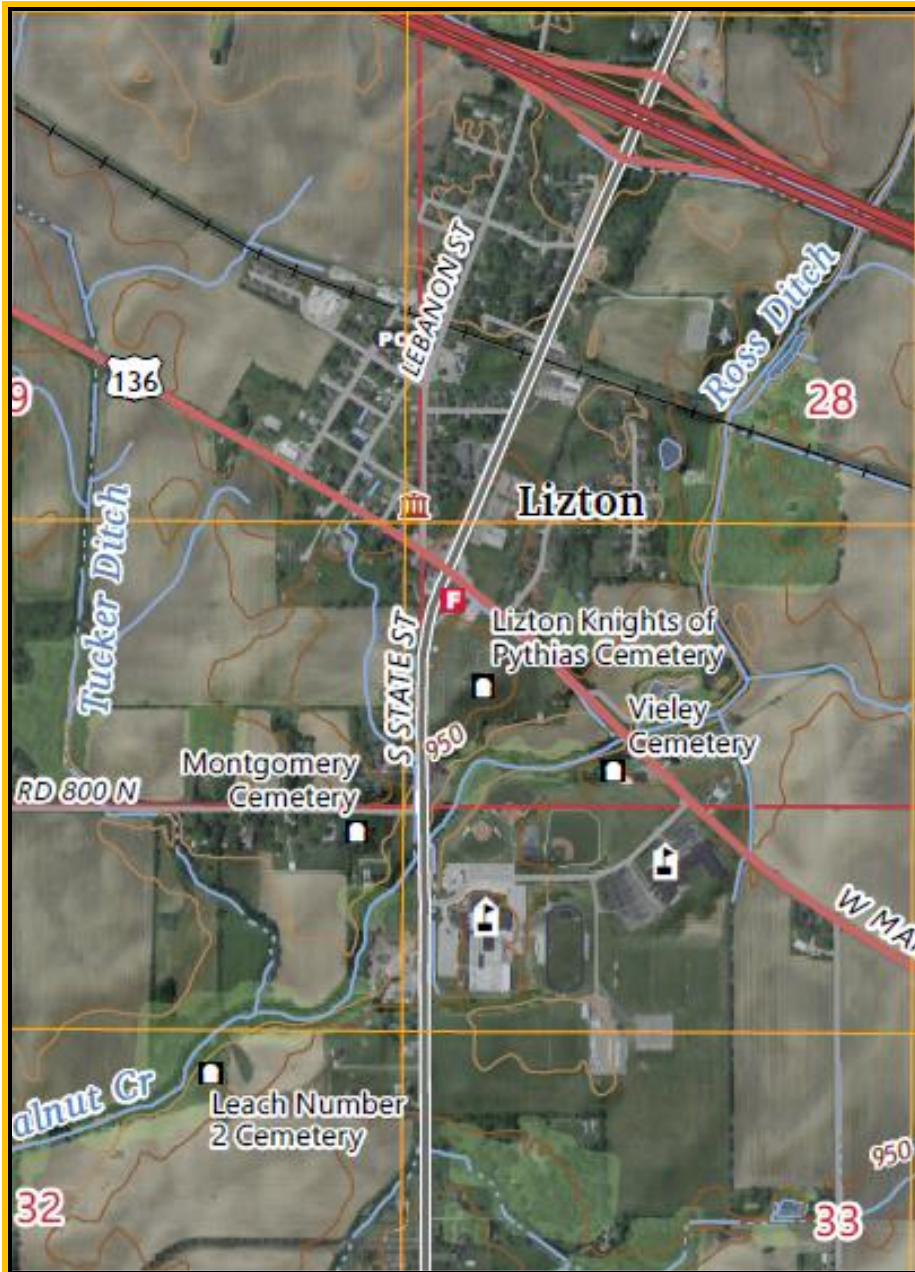 LEBANON ST
PO
Ross Ditch
136
9
28
Lizton
Tucker Ditch
F
S STATE ST
Lizton Knights of
Pythias Cemetery
Vieley
Cemetery
950
Montgomery
Cemetery
RD 800 N
W MA
alnut Cr
Leach Number
2 Cemetery
950
32
33